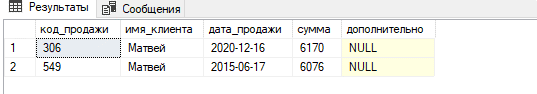 Результаты Сообщения
код_продажи имя_клиента дата_продажи сумма дополнительно
1 306 Матвей 2020-12-16 6170 NULL
2 549 Матвей 2015-06-17 6076 NULL